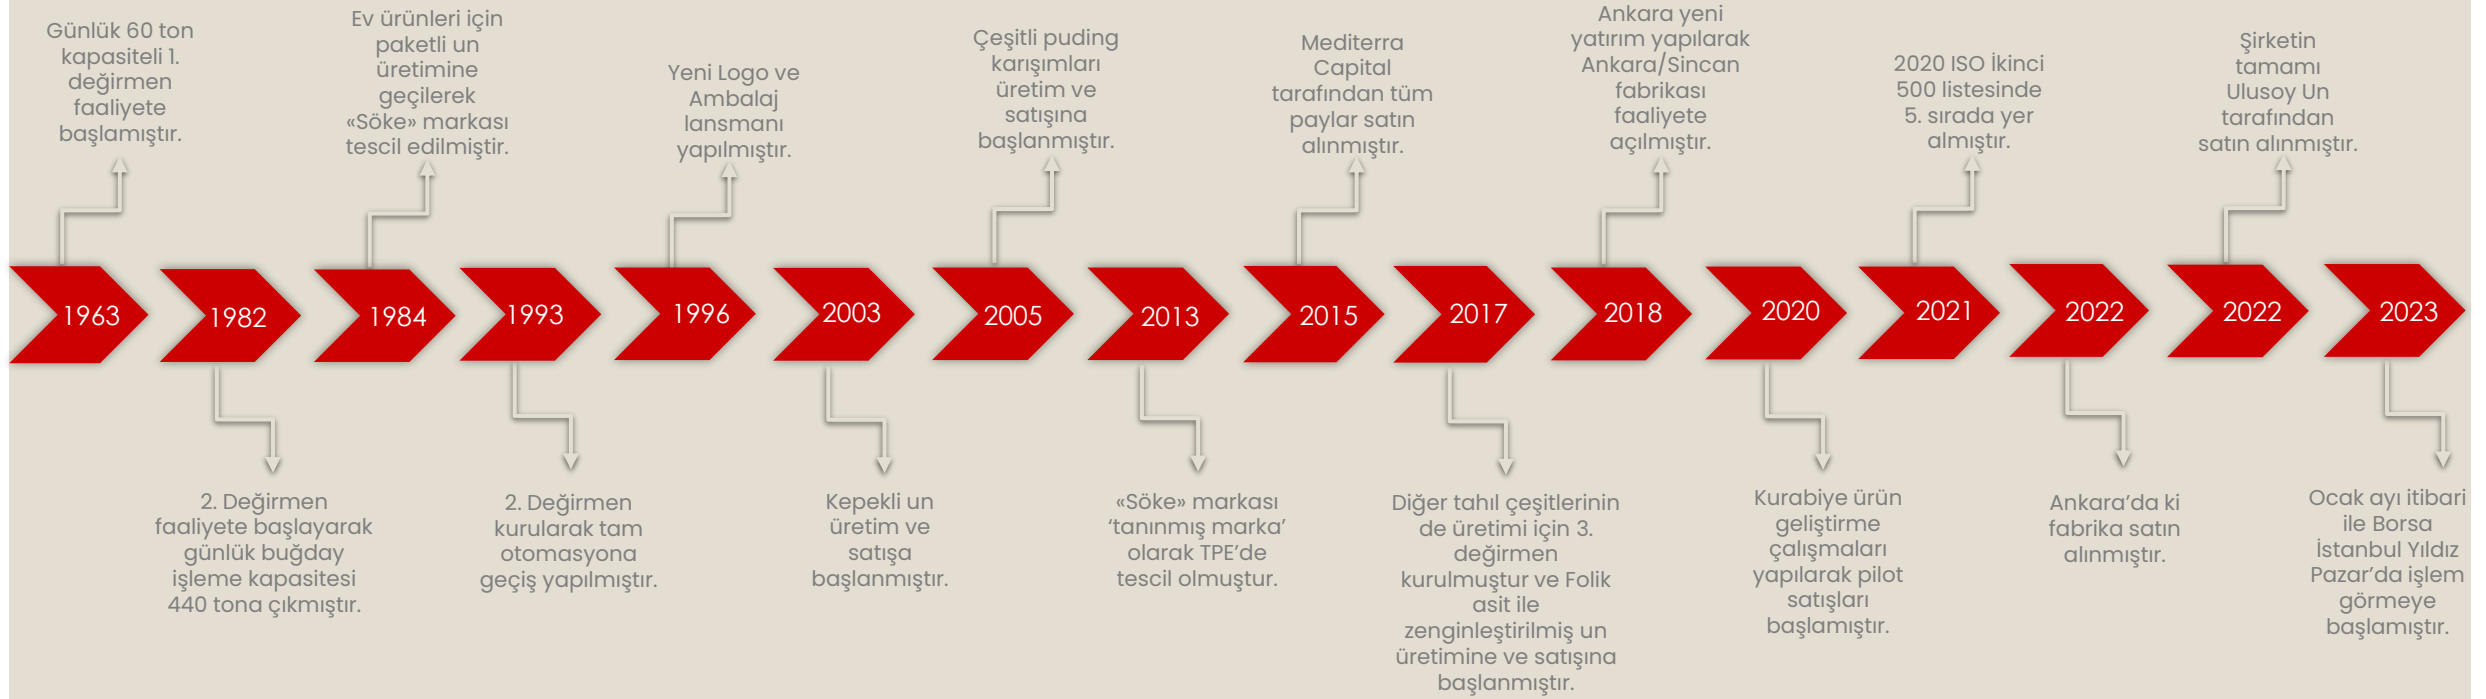 Günlük 60 ton
kapasiteli 1.
değirmen
faaliyete
başlamıştır.
Ev ürünleri için
paketli un
üretimine
geçilerek
«Söke» markası
tescil edilmiştir.
Yeni Logo ve
Ambalaj
lansmanı
yapılmıştır.
Çeşitli puding
karışımları
üretim ve
satışına
başlanmıştır.
Mediterra
Capital
tarafından tüm
paylar satın
alınmıştır.
Ankara yeni
yatırım yapılarak
Ankara/Sincan
fabrikası
faaliyete
açılmıştır.
2020 ISO İkinci
500 listesinde
5. sırada yer
almıştır.
Şirketin
tamamı
Ulusoy Un
tarafından
satın alınmıştır.
1963
1982
1984
1993
1996
2003
2005
2013
2015
2017
2018
2020
2021
2022
2022
2023
2. Değirmen
faaliyete başlayarak
günlük buğday
işleme kapasitesi
440 tona çıkmıştır.
2. Değirmen
kurularak tam
otomasyona
geçiş yapılmıştır.
Kepekli un
üretim ve
satışa
başlanmıştır.
«Söke» markası
‘tanınmış marka’
olarak TPE’de
tescil olmuştur.
Diğer tahıl çeşitlerinin
de üretimi için 3.
değirmen
kurulmuştur ve Folik
asit ile
zenginleştirilmiş un
üretimine ve satışına
başlanmıştır.
Kurabiye ürün
geliştirme
çalışmaları
yapılarak pilot
satışları
başlamıştır.
Ankara’da ki
fabrika satın
alınmıştır.
Ocak ayı itibari
ile Borsa
İstanbul Yıldız
Pazar’da işlem
görmeye
başlamıştır.